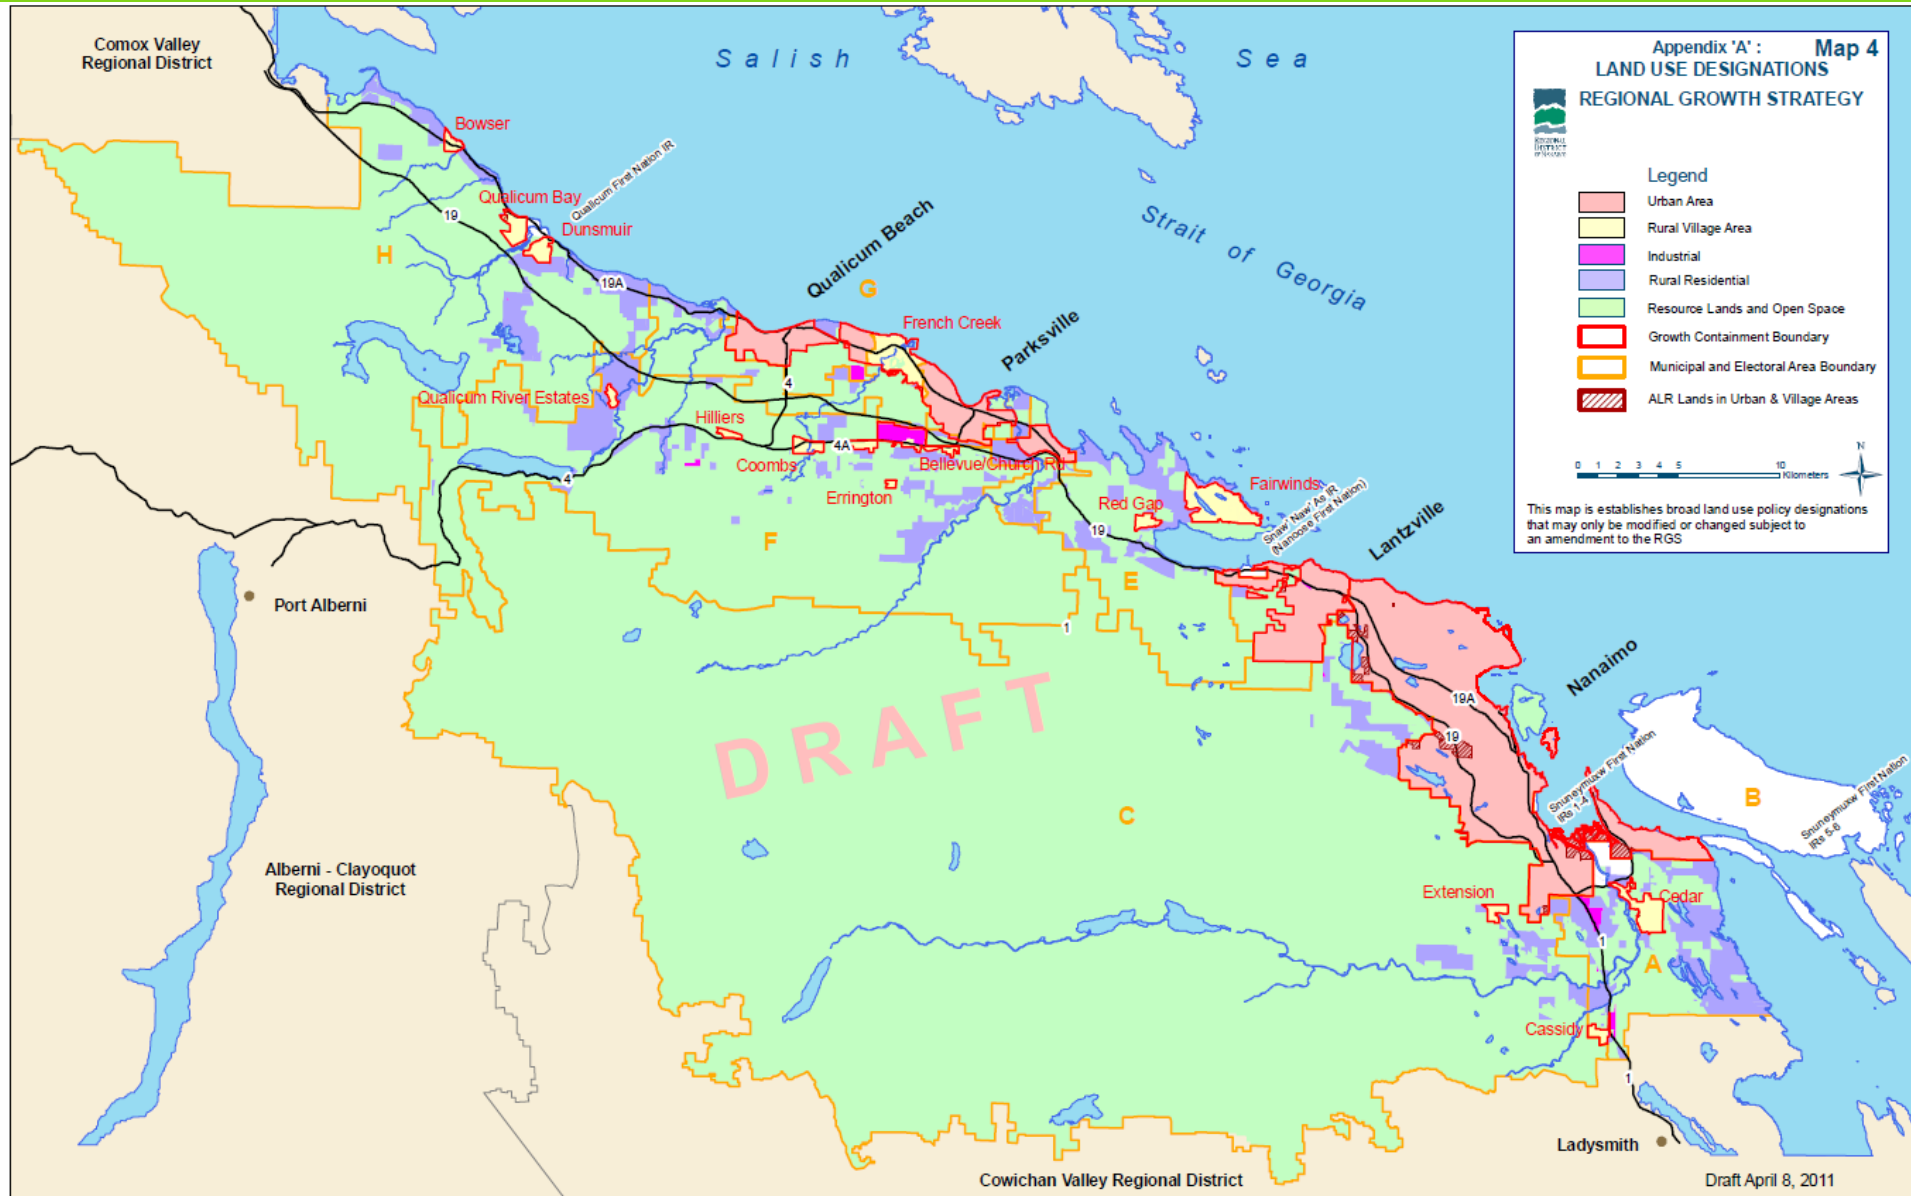 Comox Valley
Regional District
Salish Sea
Appendix 'A' :
Map 4
LAND USE DESIGNATIONS
REGIONAL GROWTH STRATEGY
REGIONAL
DISTRICT
OF NANAIMO
Legend
Urban Area
Rural Village Area
Industrial
Rural Residential
Resource Lands and Open Space
Growth Containment Boundary
Municipal and Electoral Area Boundary
ALR Lands in Urban & Village Areas
0 1 2 3 4 5 10
Kilometers
N
This map is establishes broad land use policy designations
that may only be modified or changed subject to
an amendment to the RGS
Bowser
Qualicum First Nation IR
Qualicum Bay
19
Dunsmuir
H
19A
Qualicum Beach
G
Strait of Georgia
French Creek
Parksville
4
Qualicum River Estates
Hilliers
4A
Coombs
Bellevue/Church Rd
4
Errington
Fairwinds
Red Gap
Snaw' Naw' As IR
(Nanoose First Nation)
19
Lantzville
F
E
Port Alberni
1
Nanaimo
19A
DRAFT
19
Snuneymuxw First Nation
IRs 1-4
B
Snuneymuxw First Nation
IRs 5-6
C
Alberni - Clayoquot
Regional District
Extension
Cedar
1
A
Cassidy
1
Ladysmith
Cowichan Valley Regional District
Draft April 8, 2011